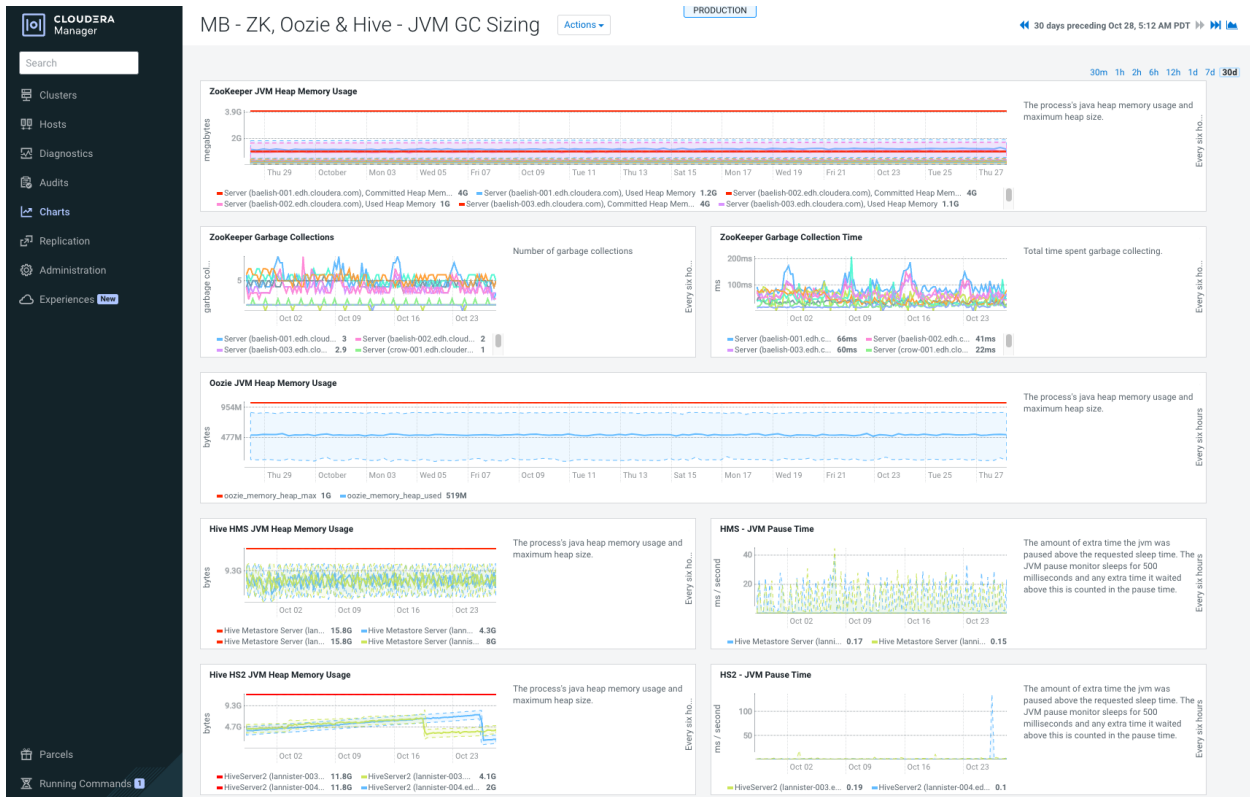 CLOUDERA
Manager
Search
Clusters
Hosts
Diagnostics
Audits
Charts
Replication
Administration
Experiences New
Parcels
Running Commands 1
PRODUCTION
MB - ZK, Oozie & Hive - JVM GC Sizing
Actions
30 days preceding Oct 28, 5:12 AM PDT
30m 1h 2h 6h 12h 1d 7d 30d
ZooKeeper JVM Heap Memory Usage
megabytes
3.9G
2G
Thu 29 October Mon 03 Wed 05 Fri 07 Oct 09 Tue 11 Thu 13 Sat 15 Mon 17 Wed 19 Fri 21 Oct 23 Tue 25 Thu 27
Server (baelish-001.edh.cloudera.com), Committed Heap Mem... 4G Server (baelish-001.edh.cloudera.com), Used Heap Memory 1.2G Server (baelish-002.edh.cloudera.com), Committed Heap Mem... 4G
Server (baelish-002.edh.cloudera.com), Used Heap Memory 1G Server (baelish-003.edh.cloudera.com), Committed Heap Mem... 4G Server (baelish-003.edh.cloudera.com), Used Heap Memory 1.1G
The process's java heap memory usage and
maximum heap size.
Every six ho...
ZooKeeper Garbage Collections
garbage col...
5
Oct 02 Oct 09 Oct 16 Oct 23
Server (baelish-001.edh.cloud... 3 Server (baelish-002.edh.cloud... 2
Server (baelish-003.edh.clo... 2.9 Server (crow-001.edh.clouder... 1
Number of garbage collections
Every six ho...
ZooKeeper Garbage Collection Time
ms
200ms
100ms
Oct 02 Oct 09 Oct 16 Oct 23
Server (baelish-001.edh.c... 66ms Server (baelish-002.edh.c... 41ms
Server (baelish-003.edh.c... 60ms Server (crow-001.edh.clo... 22ms
Total time spent garbage collecting.
Every six ho...
Oozie JVM Heap Memory Usage
bytes
954M
477M
Thu 29 October Mon 03 Wed 05 Fri 07 Oct 09 Tue 11 Thu 13 Sat 15 Mon 17 Wed 19 Fri 21 Oct 23 Tue 25 Thu 27
oozie_memory_heap_max 1G oozie_memory_heap_used 519M
The process's java heap memory usage and
maximum heap size.
Every six hours
Hive HMS JVM Heap Memory Usage
bytes
9.3G
Oct 02 Oct 09 Oct 16 Oct 23
Hive Metastore Server (lan... 15.8G Hive Metastore Server (lann... 4.3G
Hive Metastore Server (lan... 15.8G Hive Metastore Server (lannis... 8G
The process's java heap memory usage and
maximum heap size.
Every six ho...
HMS - JVM Pause Time
ms / second
40
20
Oct 02 Oct 09 Oct 16 Oct 23
Hive Metastore Server (lanni... 0.17 Hive Metastore Server (lanni... 0.15
The amount of extra time the jvm was
paused above the requested sleep time. The
JVM pause monitor sleeps for 500
milliseconds and any extra time it waited
above this is counted in the pause time.
Every six hours
Hive HS2 JVM Heap Memory Usage
bytes
9.3G
4.7G
Oct 02 Oct 09 Oct 16 Oct 23
HiveServer2 (lannister-003... 11.8G HiveServer2 (lannister-003.... 4.1G
HiveServer2 (lannister-004... 11.8G HiveServer2 (lannister-004.ed... 2G
The process's java heap memory usage and
maximum heap size.
Every six ho...
HS2 - JVM Pause Time
ms / second
100
50
Oct 02 Oct 09 Oct 16 Oct 23
HiveServer2 (lannister-003.e... 0.19 HiveServer2 (lannister-004.ed... 0.1
The amount of extra time the jvm was
paused above the requested sleep time. The
JVM pause monitor sleeps for 500
milliseconds and any extra time it waited
above this is counted in the pause time.
Every six hours